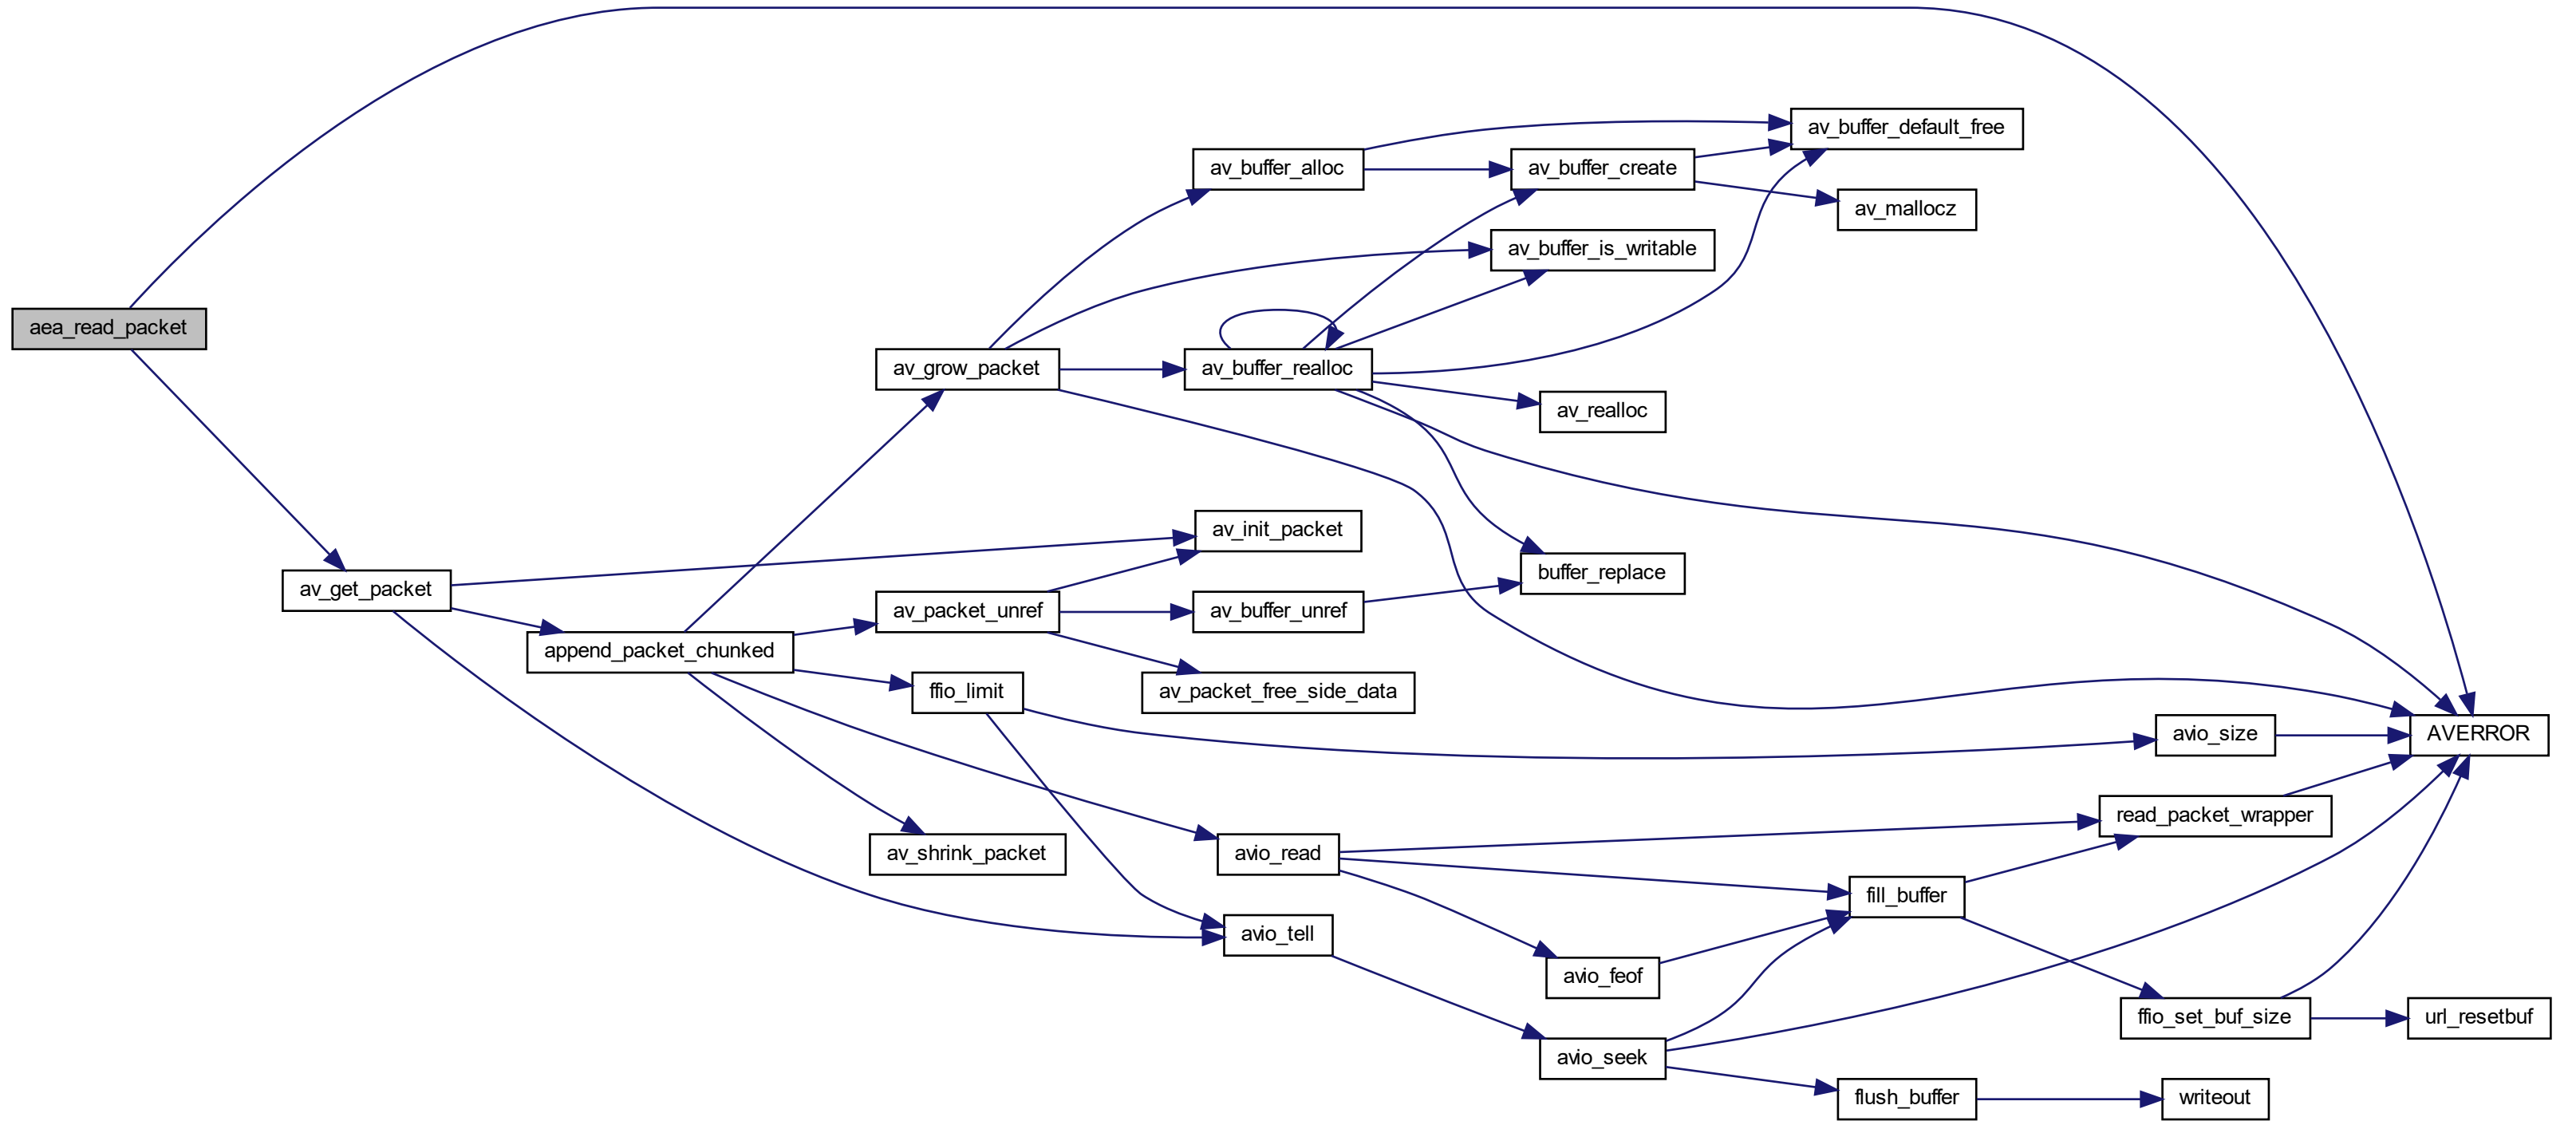 aea_read_packet
av_get_packet
append_packet_chunked
av_grow_packet
av_packet_unref
ffio_limit
av_shrink_packet
av_buffer_alloc
av_buffer_realloc
av_init_packet
av_buffer_unref
av_packet_free_side_data
avio_read
avio_tell
av_buffer_create
av_buffer_is_writable
av_realloc
buffer_replace
avio_feof
avio_seek
av_buffer_default_free
av_mallocz
fill_buffer
flush_buffer
avio_size
read_packet_wrapper
ffio_set_buf_size
writeout
AVERROR
url_resetbuf